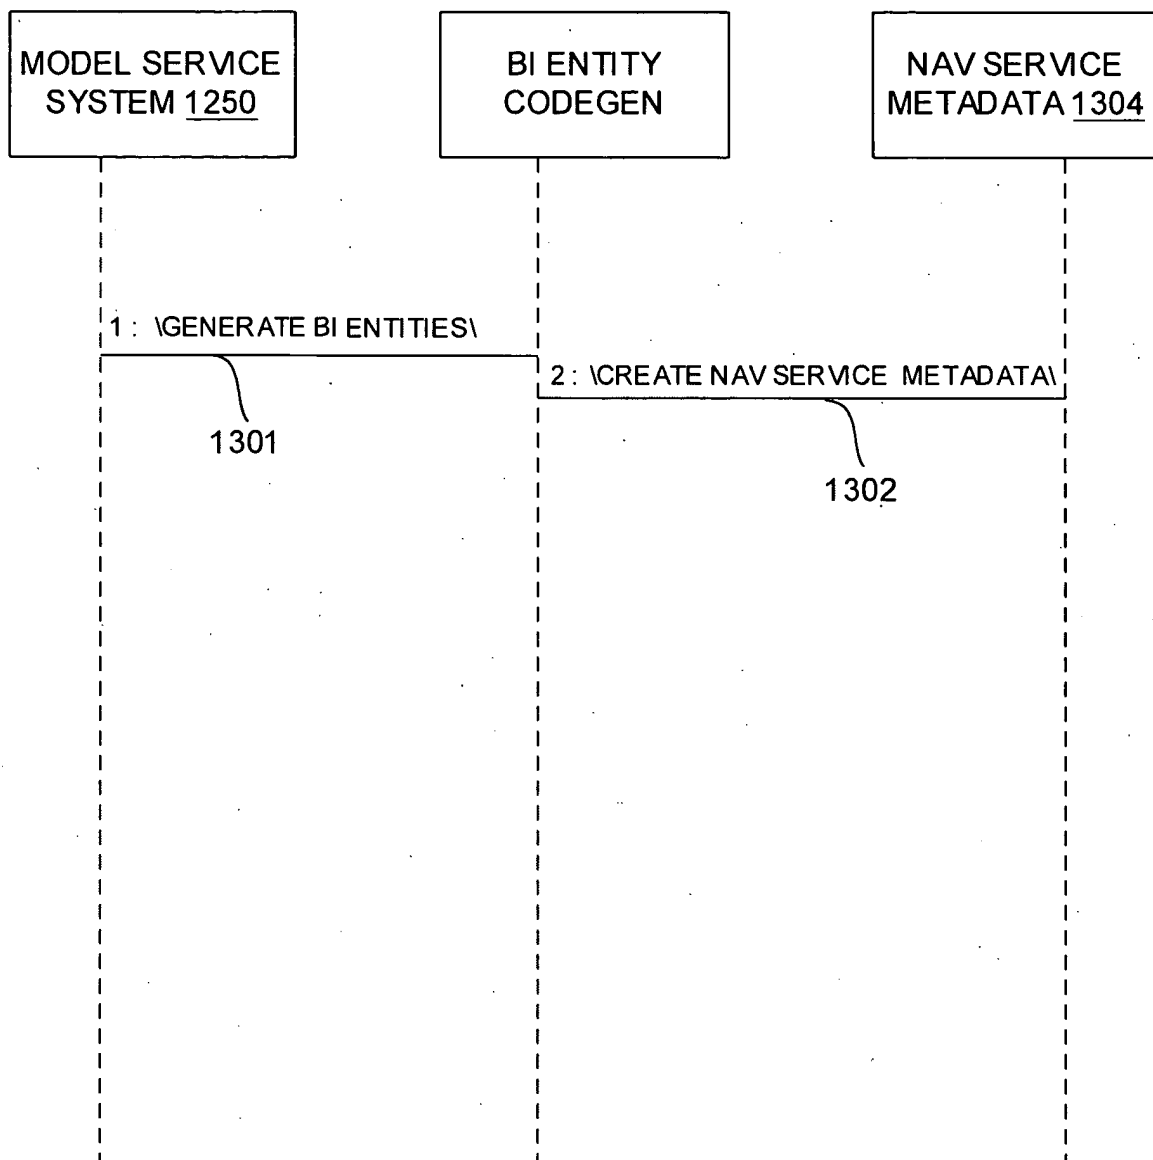 MODEL SERVICE
SYSTEM 1250
BI ENTITY
CODEGEN
NAV SERVICE
METADATA 1304
1 : \GENERATE BI ENTITIES\
2 : \CREATE NAV SERVICE METADATA\
1301
1302